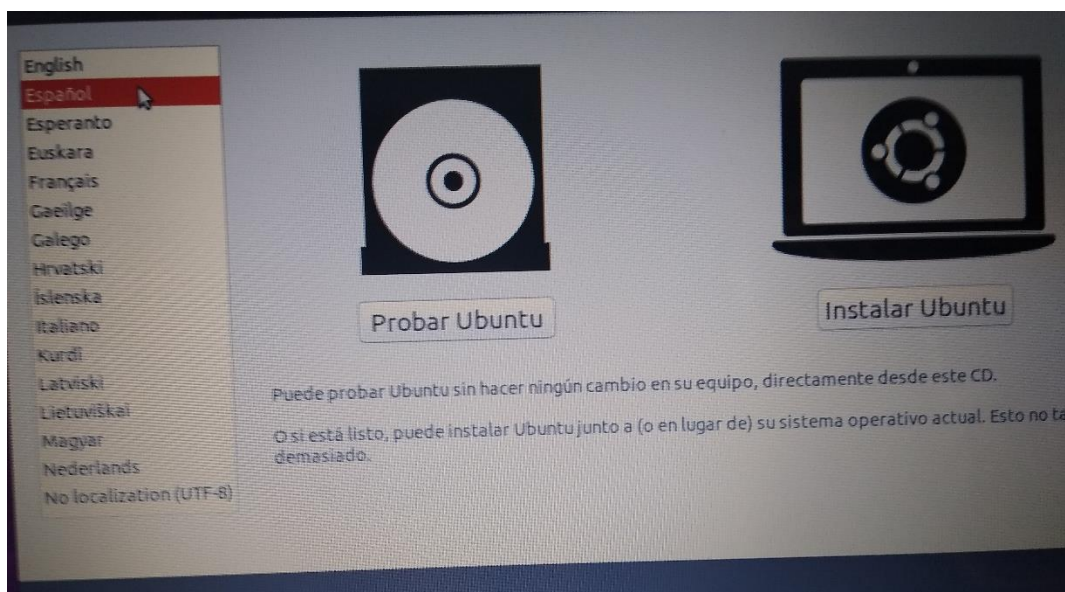 English
Español
Esperanto
Euskara
Français
Gaeilge
Galego
Hrvatski
Íslenska
Italiano
Kurdî
Latviski
Lietuviškai
Magyar
Nederlands
No localization (UTF-8)
Probar Ubuntu
Instalar Ubuntu
Puede probar Ubuntu sin hacer ningún cambio en su equipo, directamente desde este CD.
O si está listo, puede instalar Ubuntu junto a (o en lugar de) su sistema operativo actual. Esto no ta
demasiado.